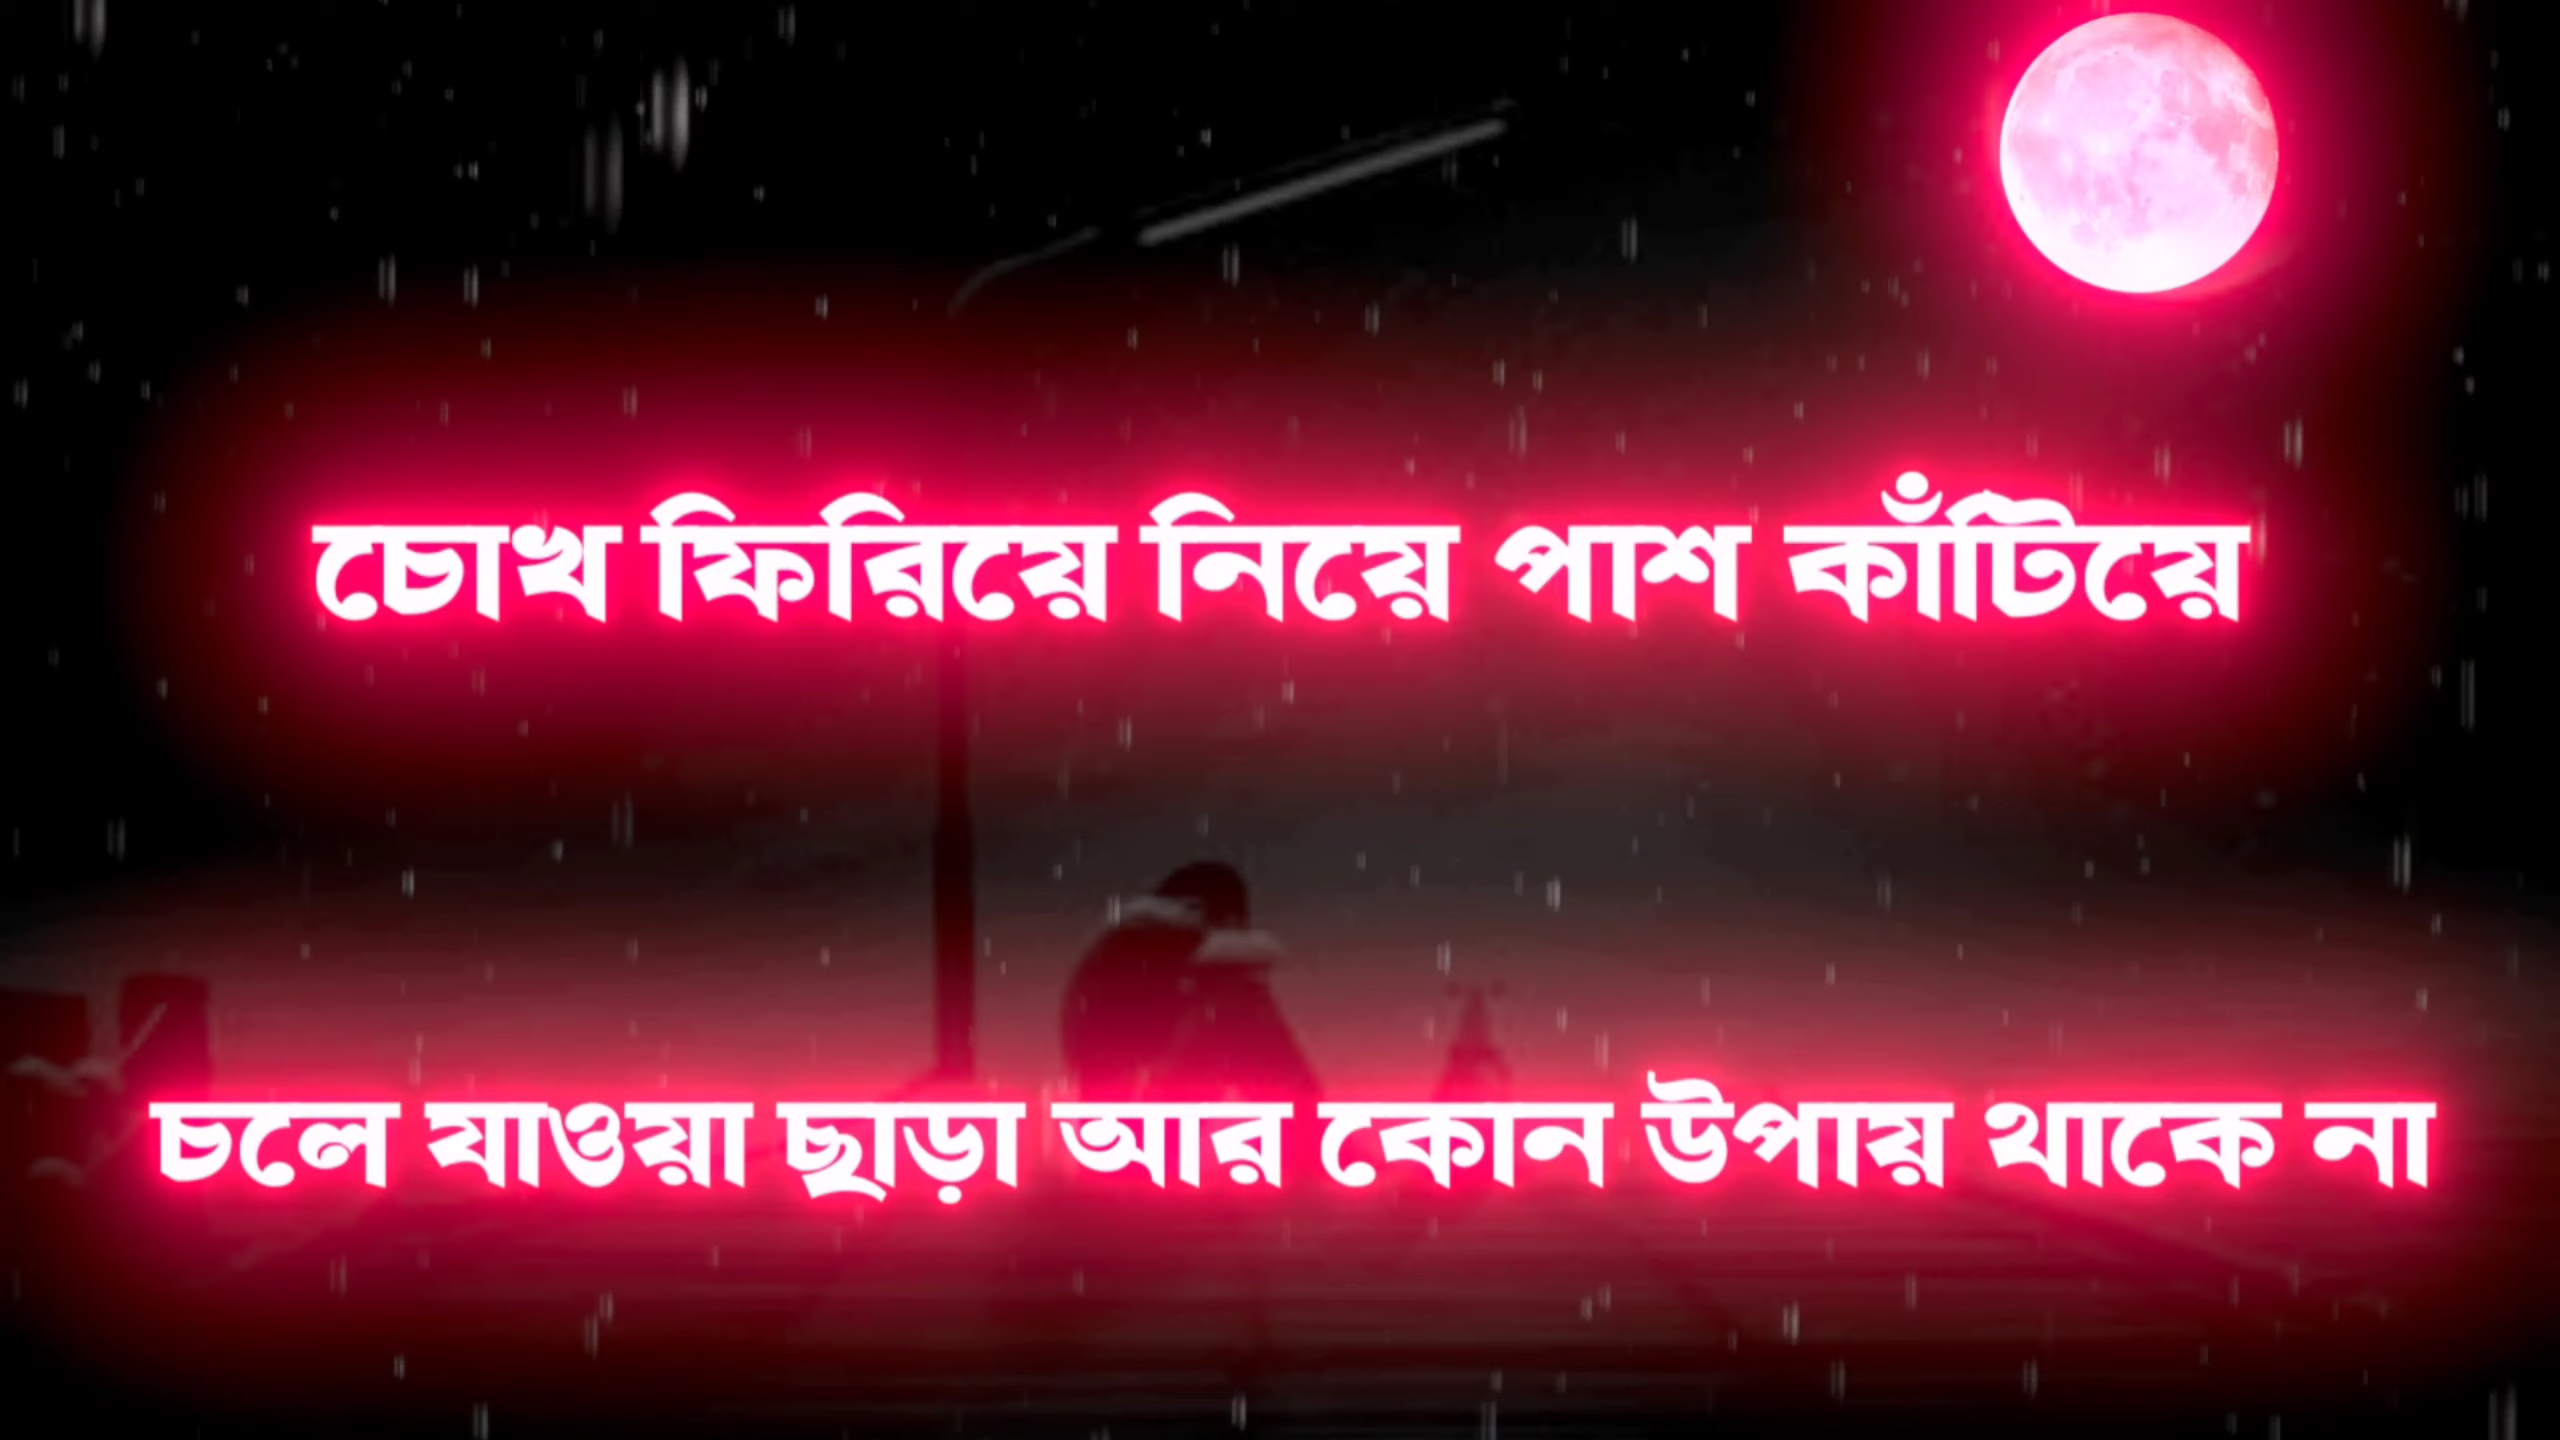 চোখ ফিরিয়ে নিয়ে পাশ কাঁটিয়ে
চলে যাওয়া ছাড়া আর কোন উপায় থাকে না